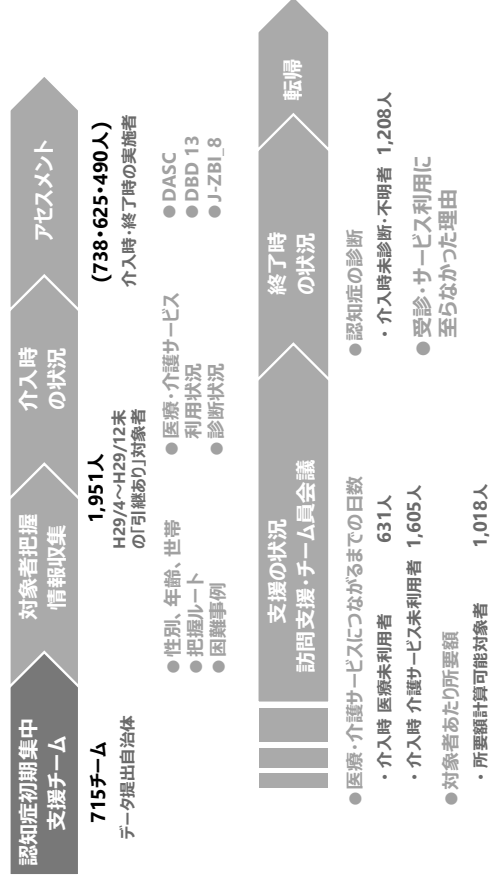 認知症初期集中
支援チーム
対象者把握
情報収集
介入時
の状況
アセスメント
715チーム
データ提出自治体
1,951人
H29/4~H29/12末
の「引継あり」対象者
(738・625・490人)
介入時・終了時の実施者
●性別、年齢、世帯
●把握ルート
●困難事例
●医療・介護サービス
利用状況
●診断状況
●DASC
●DBD 13
●J-ZBI_8
支援の状況
訪問支援・チーム員会議
終了時
の状況
転帰
●医療・介護サービスにつながるまでの日数
・介入時 医療未利用者 631人
・介入時 介護サービス未利用者 1,605人
●対象者あたり所要額
・所要額計算可能対象者 1,018人
●認知症の診断
・介入時未診断・不明者 1,208人
●受診・サービス利用に
至らなかった理由